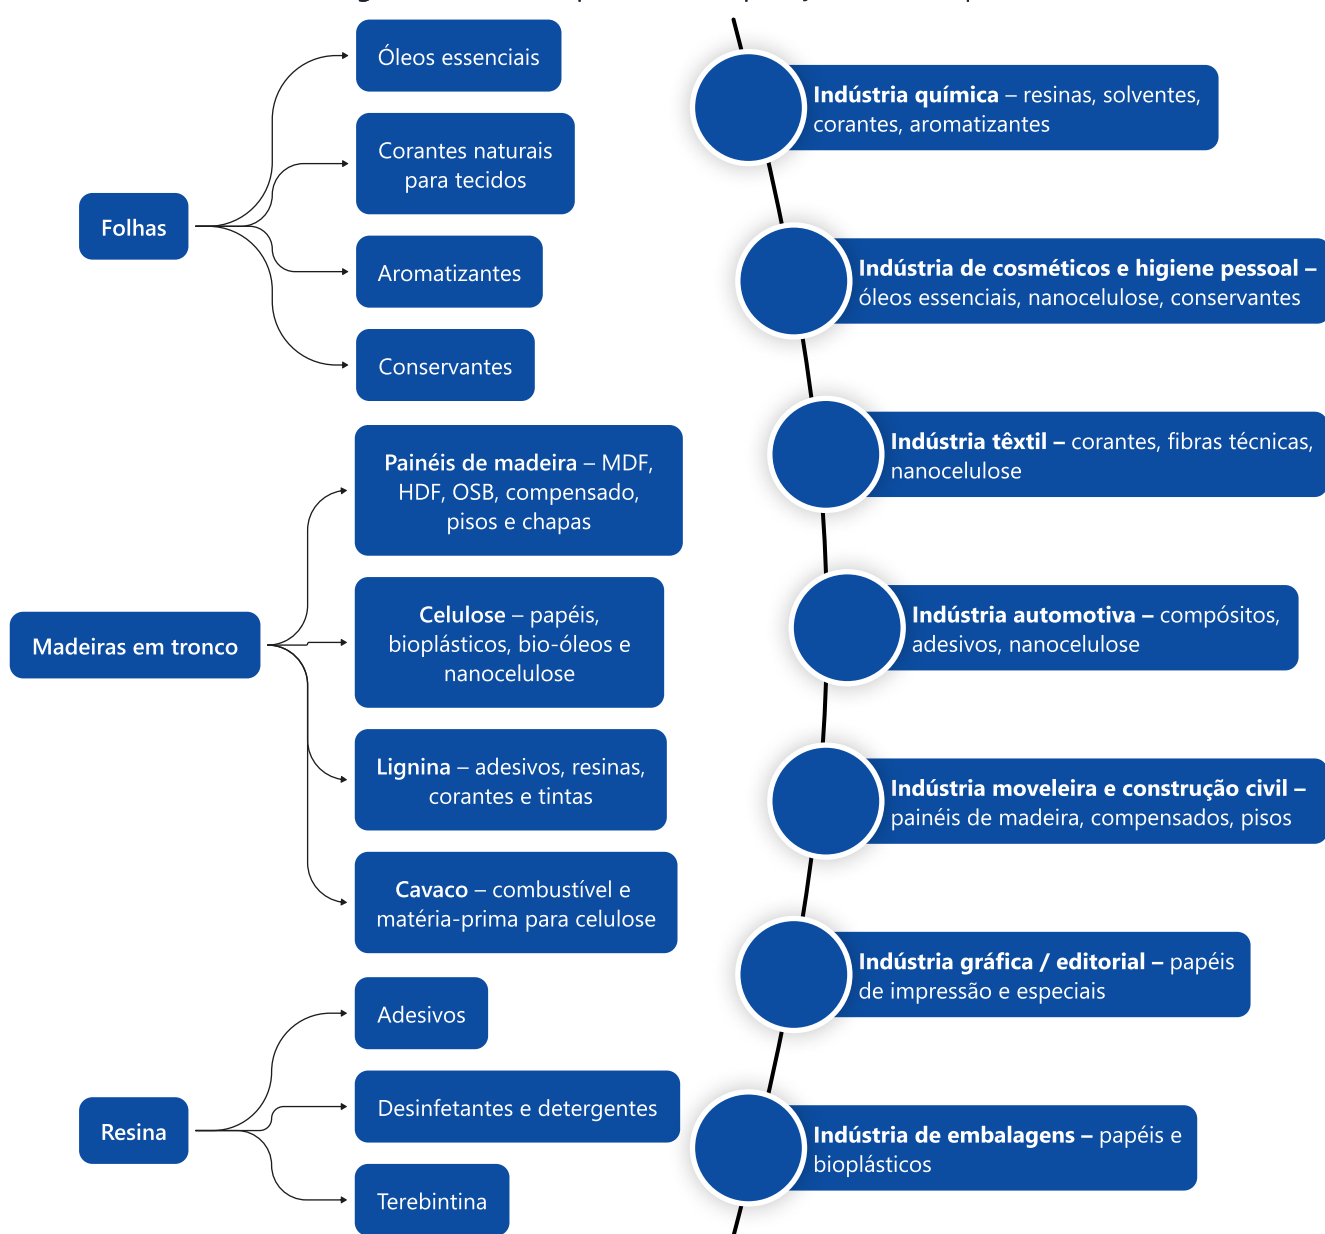 Folhas
Óleos essenciais
Corantes naturais
para tecidos
Aromatizantes
Conservantes
Madeiras em tronco
Painéis de madeira – MDF,
HDF, OSB, compensado,
pisos e chapas
Celulose – papéis,
bioplásticos, bio-óleos e
nanocelulose
Lignina – adesivos, resinas,
corantes e tintas
Cavaco – combustível e
matéria-prima para celulose
Resina
Adesivos
Desinfetantes e detergentes
Terebintina
Indústria química – resinas, solventes,
corantes, aromatizantes
Indústria de cosméticos e higiene pessoal –
óleos essenciais, nanocelulose, conservantes
Indústria têxtil – corantes, fibras técnicas,
nanocelulose
Indústria automotiva – compósitos,
adesivos, nanocelulose
Indústria moveleira e construção civil –
painéis de madeira, compensados, pisos
Indústria gráfica / editorial – papéis
de impressão e especiais
Indústria de embalagens – papéis e
bioplásticos